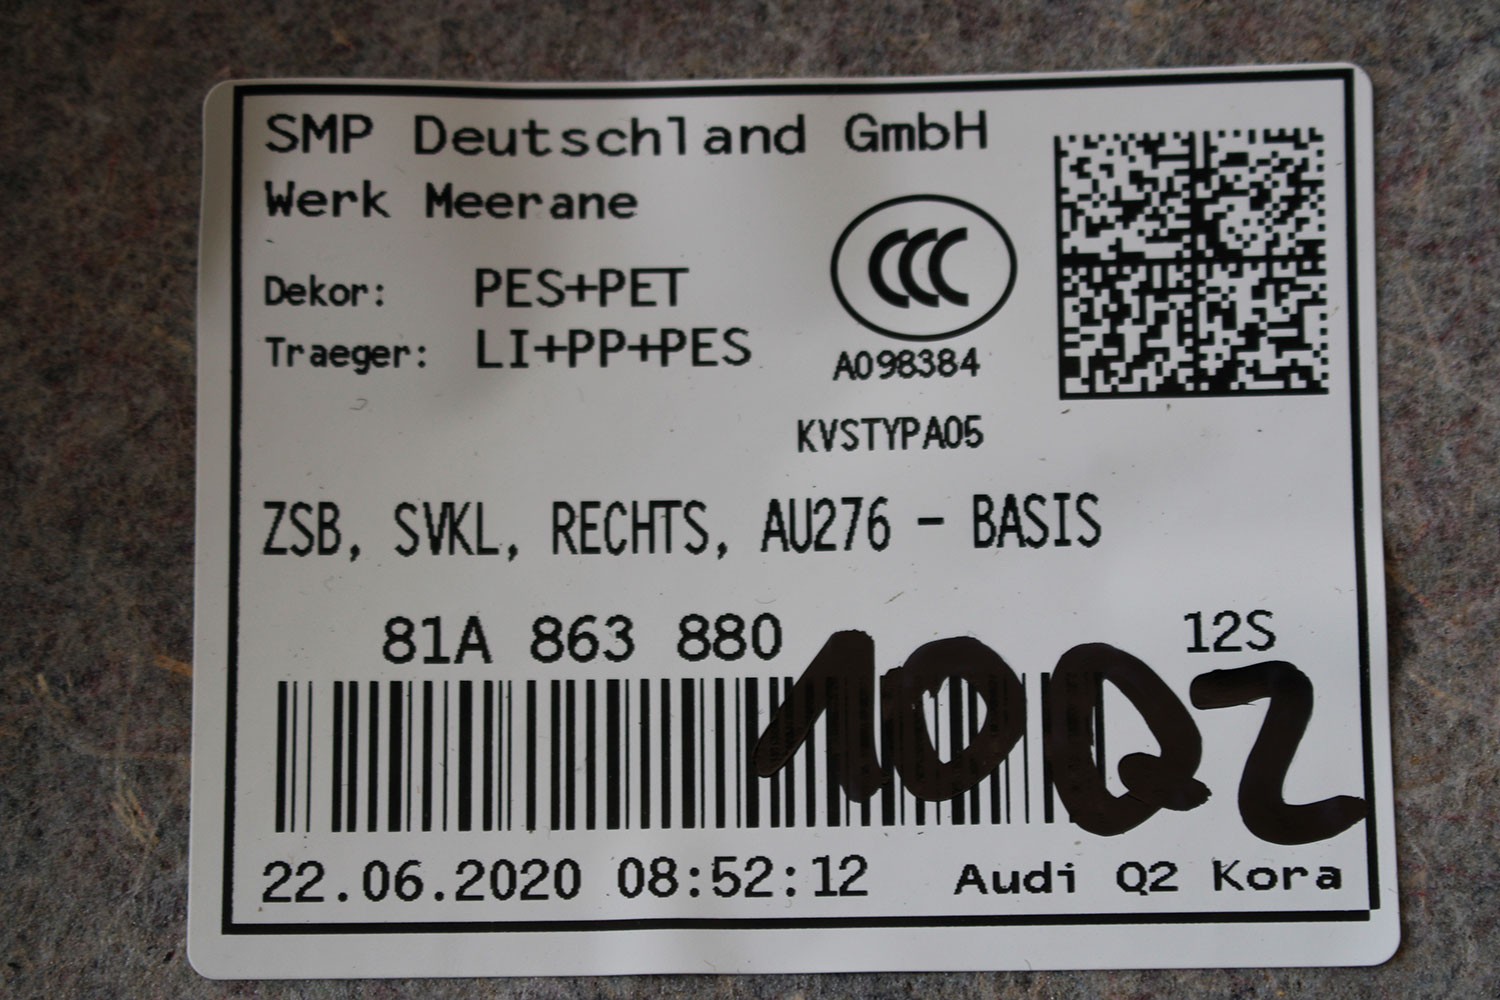 SMP Deutschland GmbH
Werk Meerane
Dekor: PES+PET
Traeger: LI+PP+PES
CCC
A098384
KVSTYPA05
ZSB, SVKL, RECHTS, AU276 - BASIS
81A 863 880 12S
10Q2
22.06.2020 08:52:12 Audi Q2 Kora